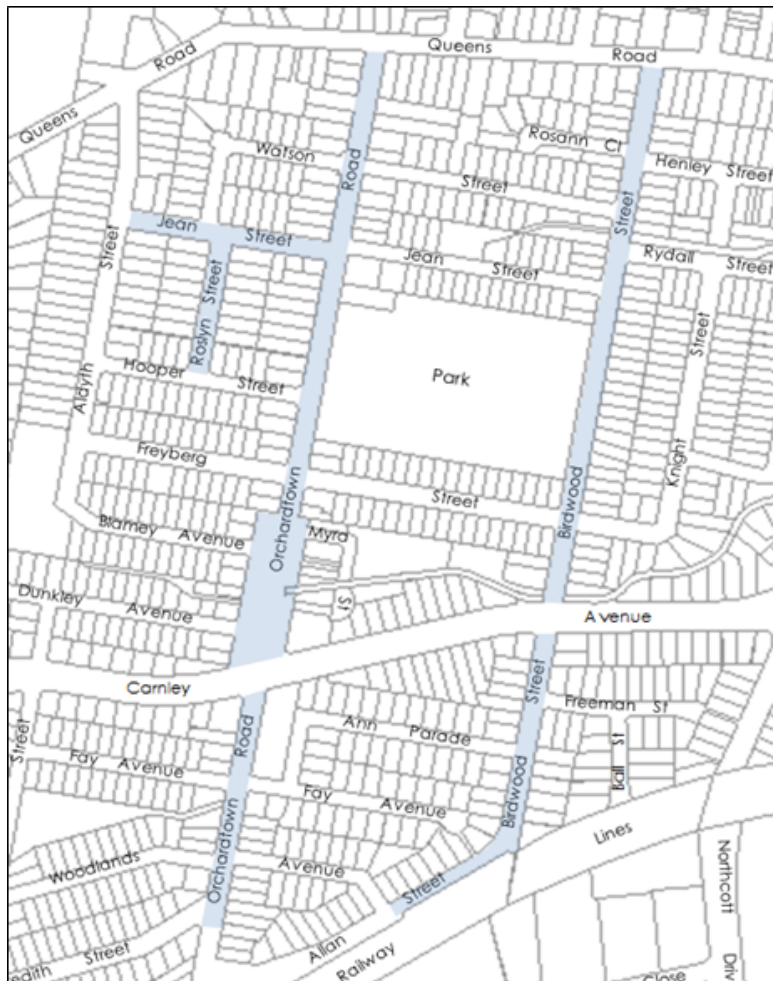 Queens Road
Queens Road
Watson Street
Rosann Ct
Henley Street
Road
Street
Jean Street
Jean Street
Rydall Street
Street
Roslyn Street
Street
Hooper Street
Aldyth
Park
Knight
Freyberg Street
Orchardtown
Birdwood
Blamey Avenue
Myra St
Dunkley Avenue
Avenue
Carnley
Street
Freeman St
Ann Parade
Street
Road
Ball St
Fay Avenue
Fay Avenue
Birdwood
Lines
Orchardtown
Woodlands Avenue
Street
Northcott
Allan
Street
Railway
Driv
Close